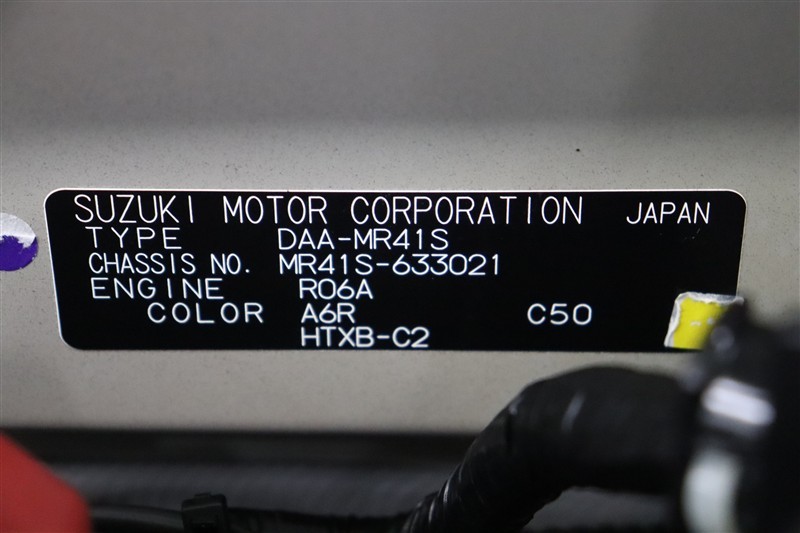 SUZUKI MOTOR CORPORATION JAPAN
TYPE DAA-MR41S
CHASSIS NO. MR41S-633021
ENGINE R06A
COLOR A6R C50
HTXB-C2